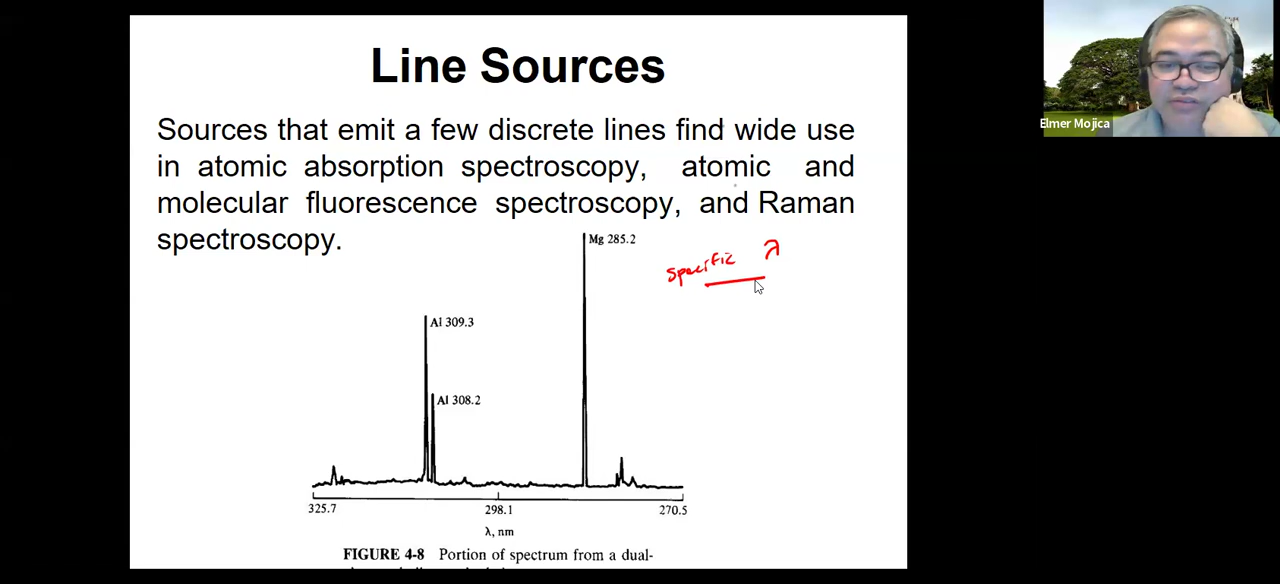 Line Sources
Elmer Mojica
Sources that emit a few discrete lines find wide use
in atomic absorption spectroscopy, atomic and
molecular fluorescence spectroscopy, and Raman
spectroscopy.
Mg 285.2
specific λ
Al 309.3
Al 308.2
325.7 298.1 270.5
λ, nm
FIGURE 4-8 Portion of spectrum from a dual-